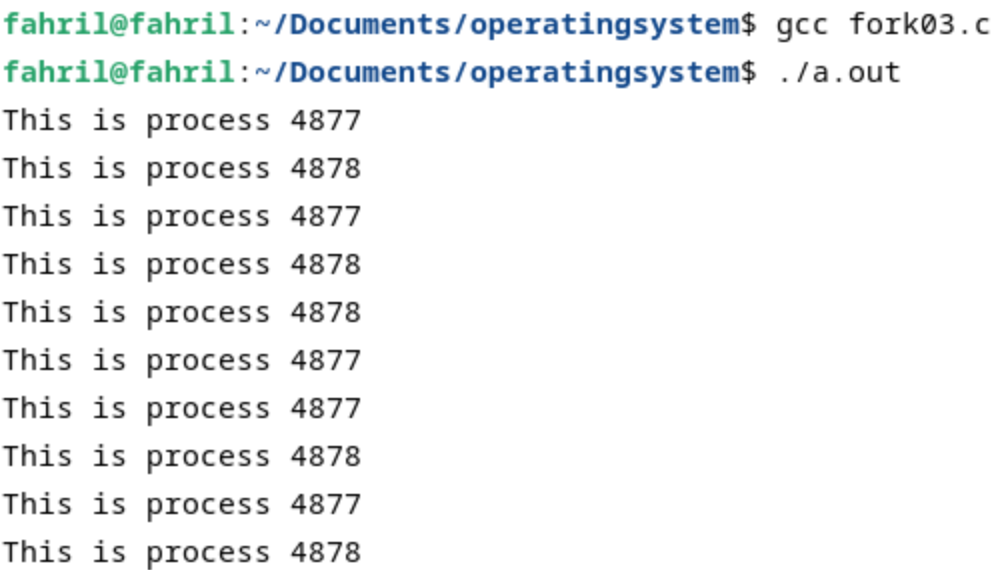 fahril@fahril:~/Documents/operatingsystem$ gcc fork03.c
fahril@fahril:~/Documents/operatingsystem$ ./a.out
This is process 4877
This is process 4878
This is process 4877
This is process 4878
This is process 4878
This is process 4877
This is process 4877
This is process 4878
This is process 4877
This is process 4878